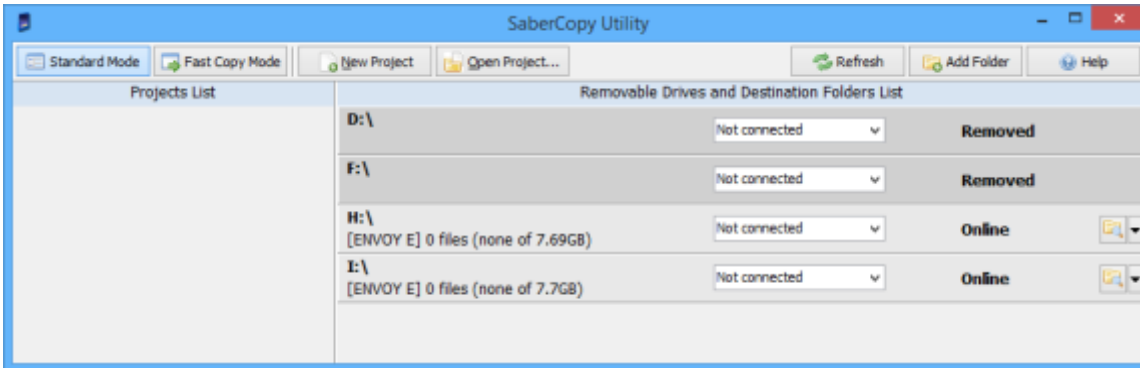 SaberCopy Utility
Standard Mode Fast Copy Mode New Project Open Project... Refresh Add Folder Help
Projects List Removable Drives and Destination Folders List
D:\ Not connected Removed
F:\ Not connected Removed
H:\ Not connected Online
[ENVOY E] 0 files (none of 7.69GB)
I:\ Not connected Online
[ENVOY E] 0 files (none of 7.7GB)